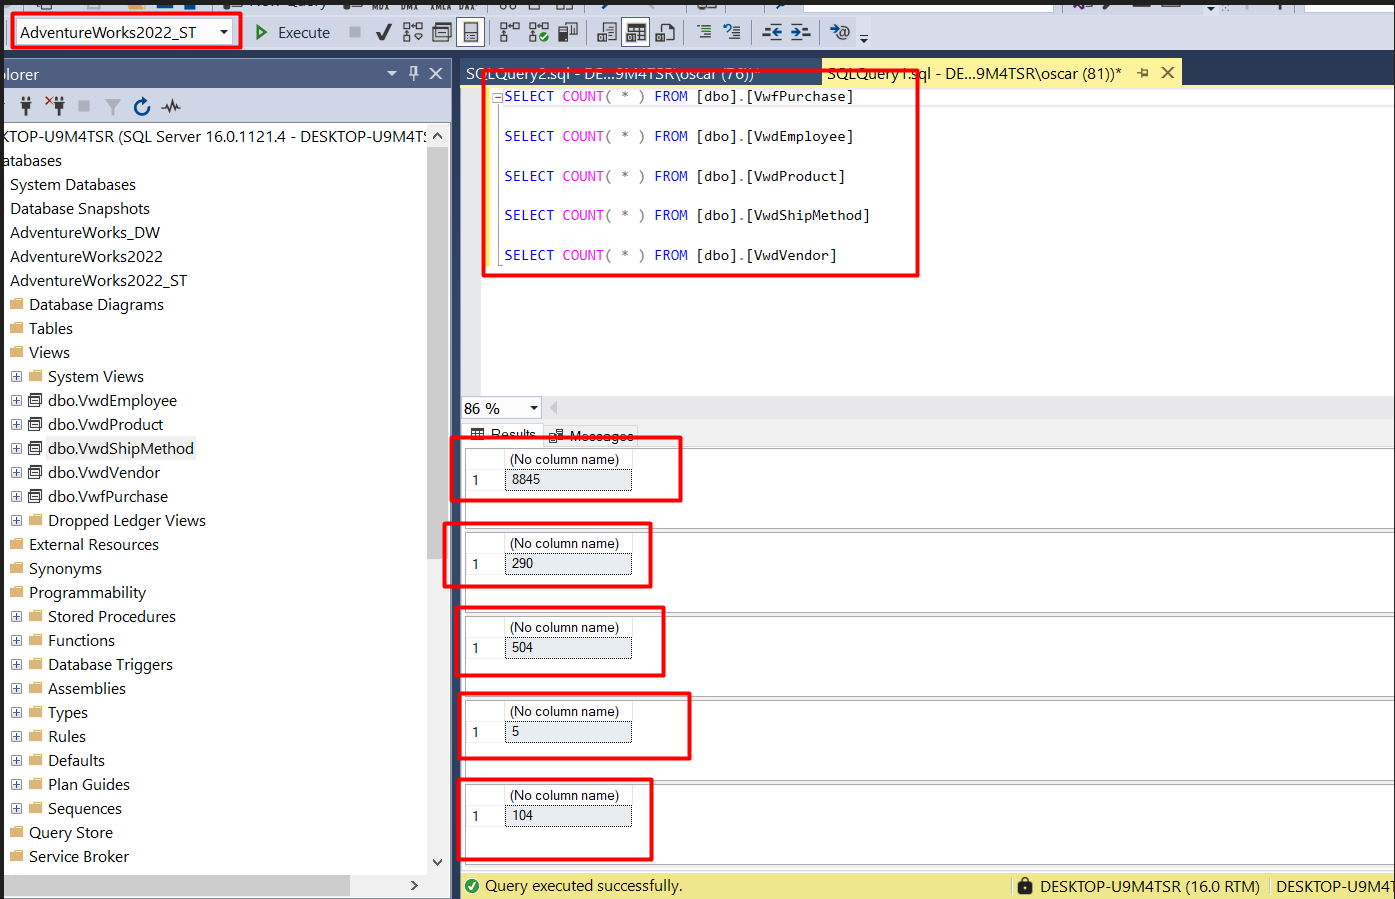 AdventureWorks2022_ST
Execute
plorer
SQLQuery2.sql - DE...9M4TSR\oscar (76))*
SQLQuery1.sql - DE...9M4TSR\oscar (81))*
KTOP-U9M4TSR (SQL Server 16.0.1121.4 - DESKTOP-U9M4TS
atabases
System Databases
Database Snapshots
AdventureWorks_DW
AdventureWorks2022
AdventureWorks2022_ST
Database Diagrams
Tables
Views
System Views
dbo.VwdEmployee
dbo.VwdProduct
dbo.VwdShipMethod
dbo.VwdVendor
dbo.VwfPurchase
Dropped Ledger Views
External Resources
Synonyms
Programmability
Stored Procedures
Functions
Database Triggers
Assemblies
Types
Rules
Defaults
Plan Guides
Sequences
Query Store
Service Broker
SELECT COUNT( * ) FROM [dbo].[VwfPurchase]
SELECT COUNT( * ) FROM [dbo].[VwdEmployee]
SELECT COUNT( * ) FROM [dbo].[VwdProduct]
SELECT COUNT( * ) FROM [dbo].[VwdShipMethod]
SELECT COUNT( * ) FROM [dbo].[VwdVendor]
86 %
Results Messages
(No column name)
1 8845
(No column name)
1 290
(No column name)
1 504
(No column name)
1 5
(No column name)
1 104
Query executed successfully.
DESKTOP-U9M4TSR (16.0 RTM)
DESKTOP-U9M4T